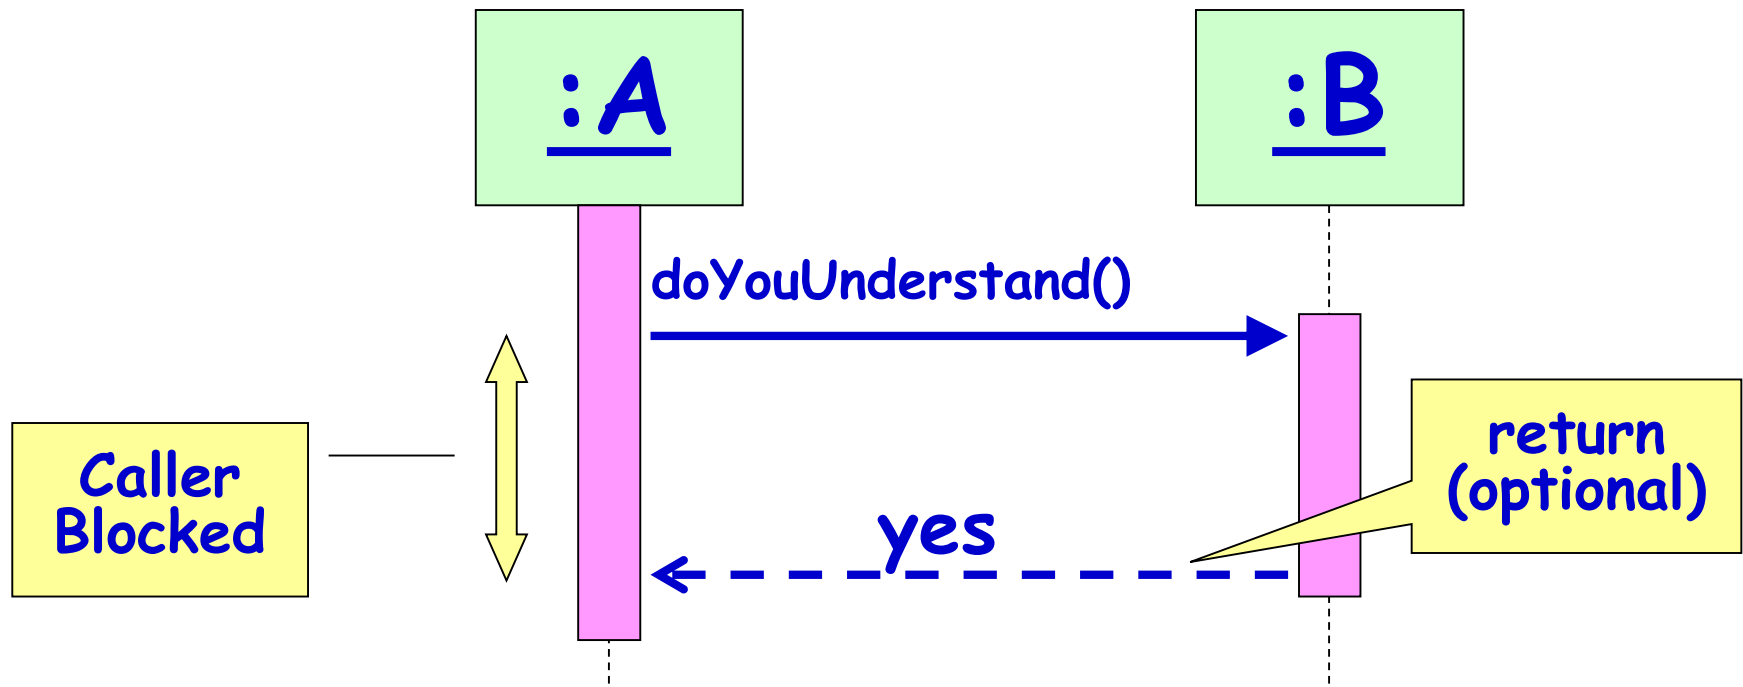 :A
:B
doYouUnderstand()
Caller
Blocked
return
(optional)
yes